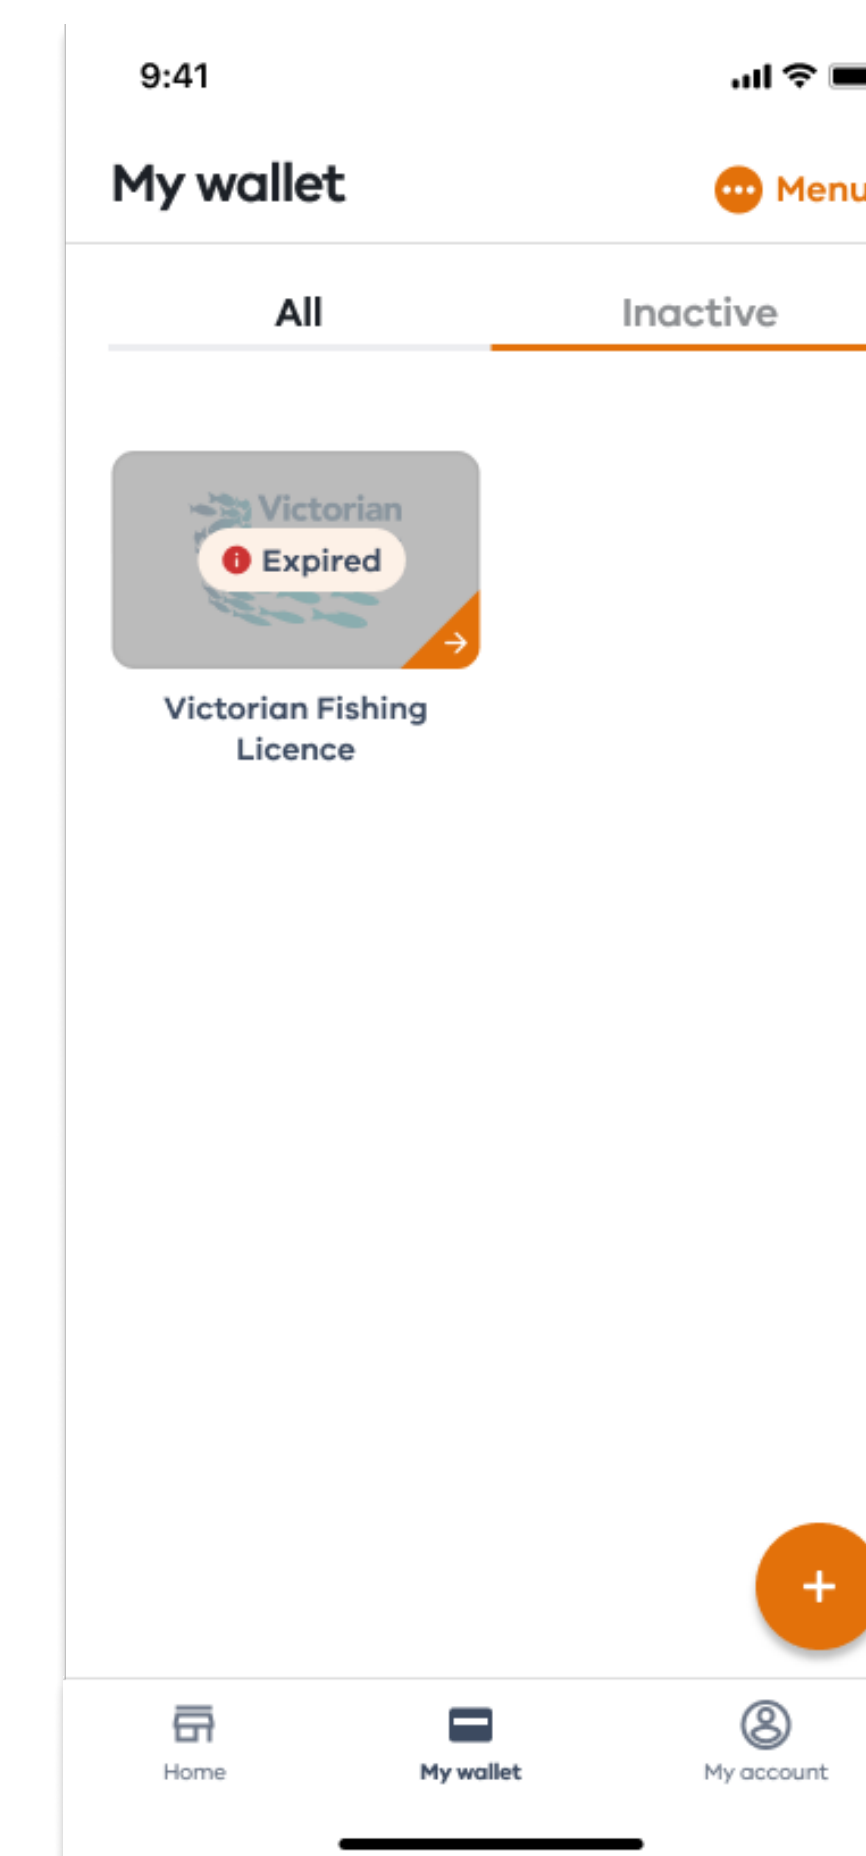 9:41
My wallet
Menu
All
Inactive
Victorian
Expired
Victorian Fishing
Licence
Home
My wallet
My account